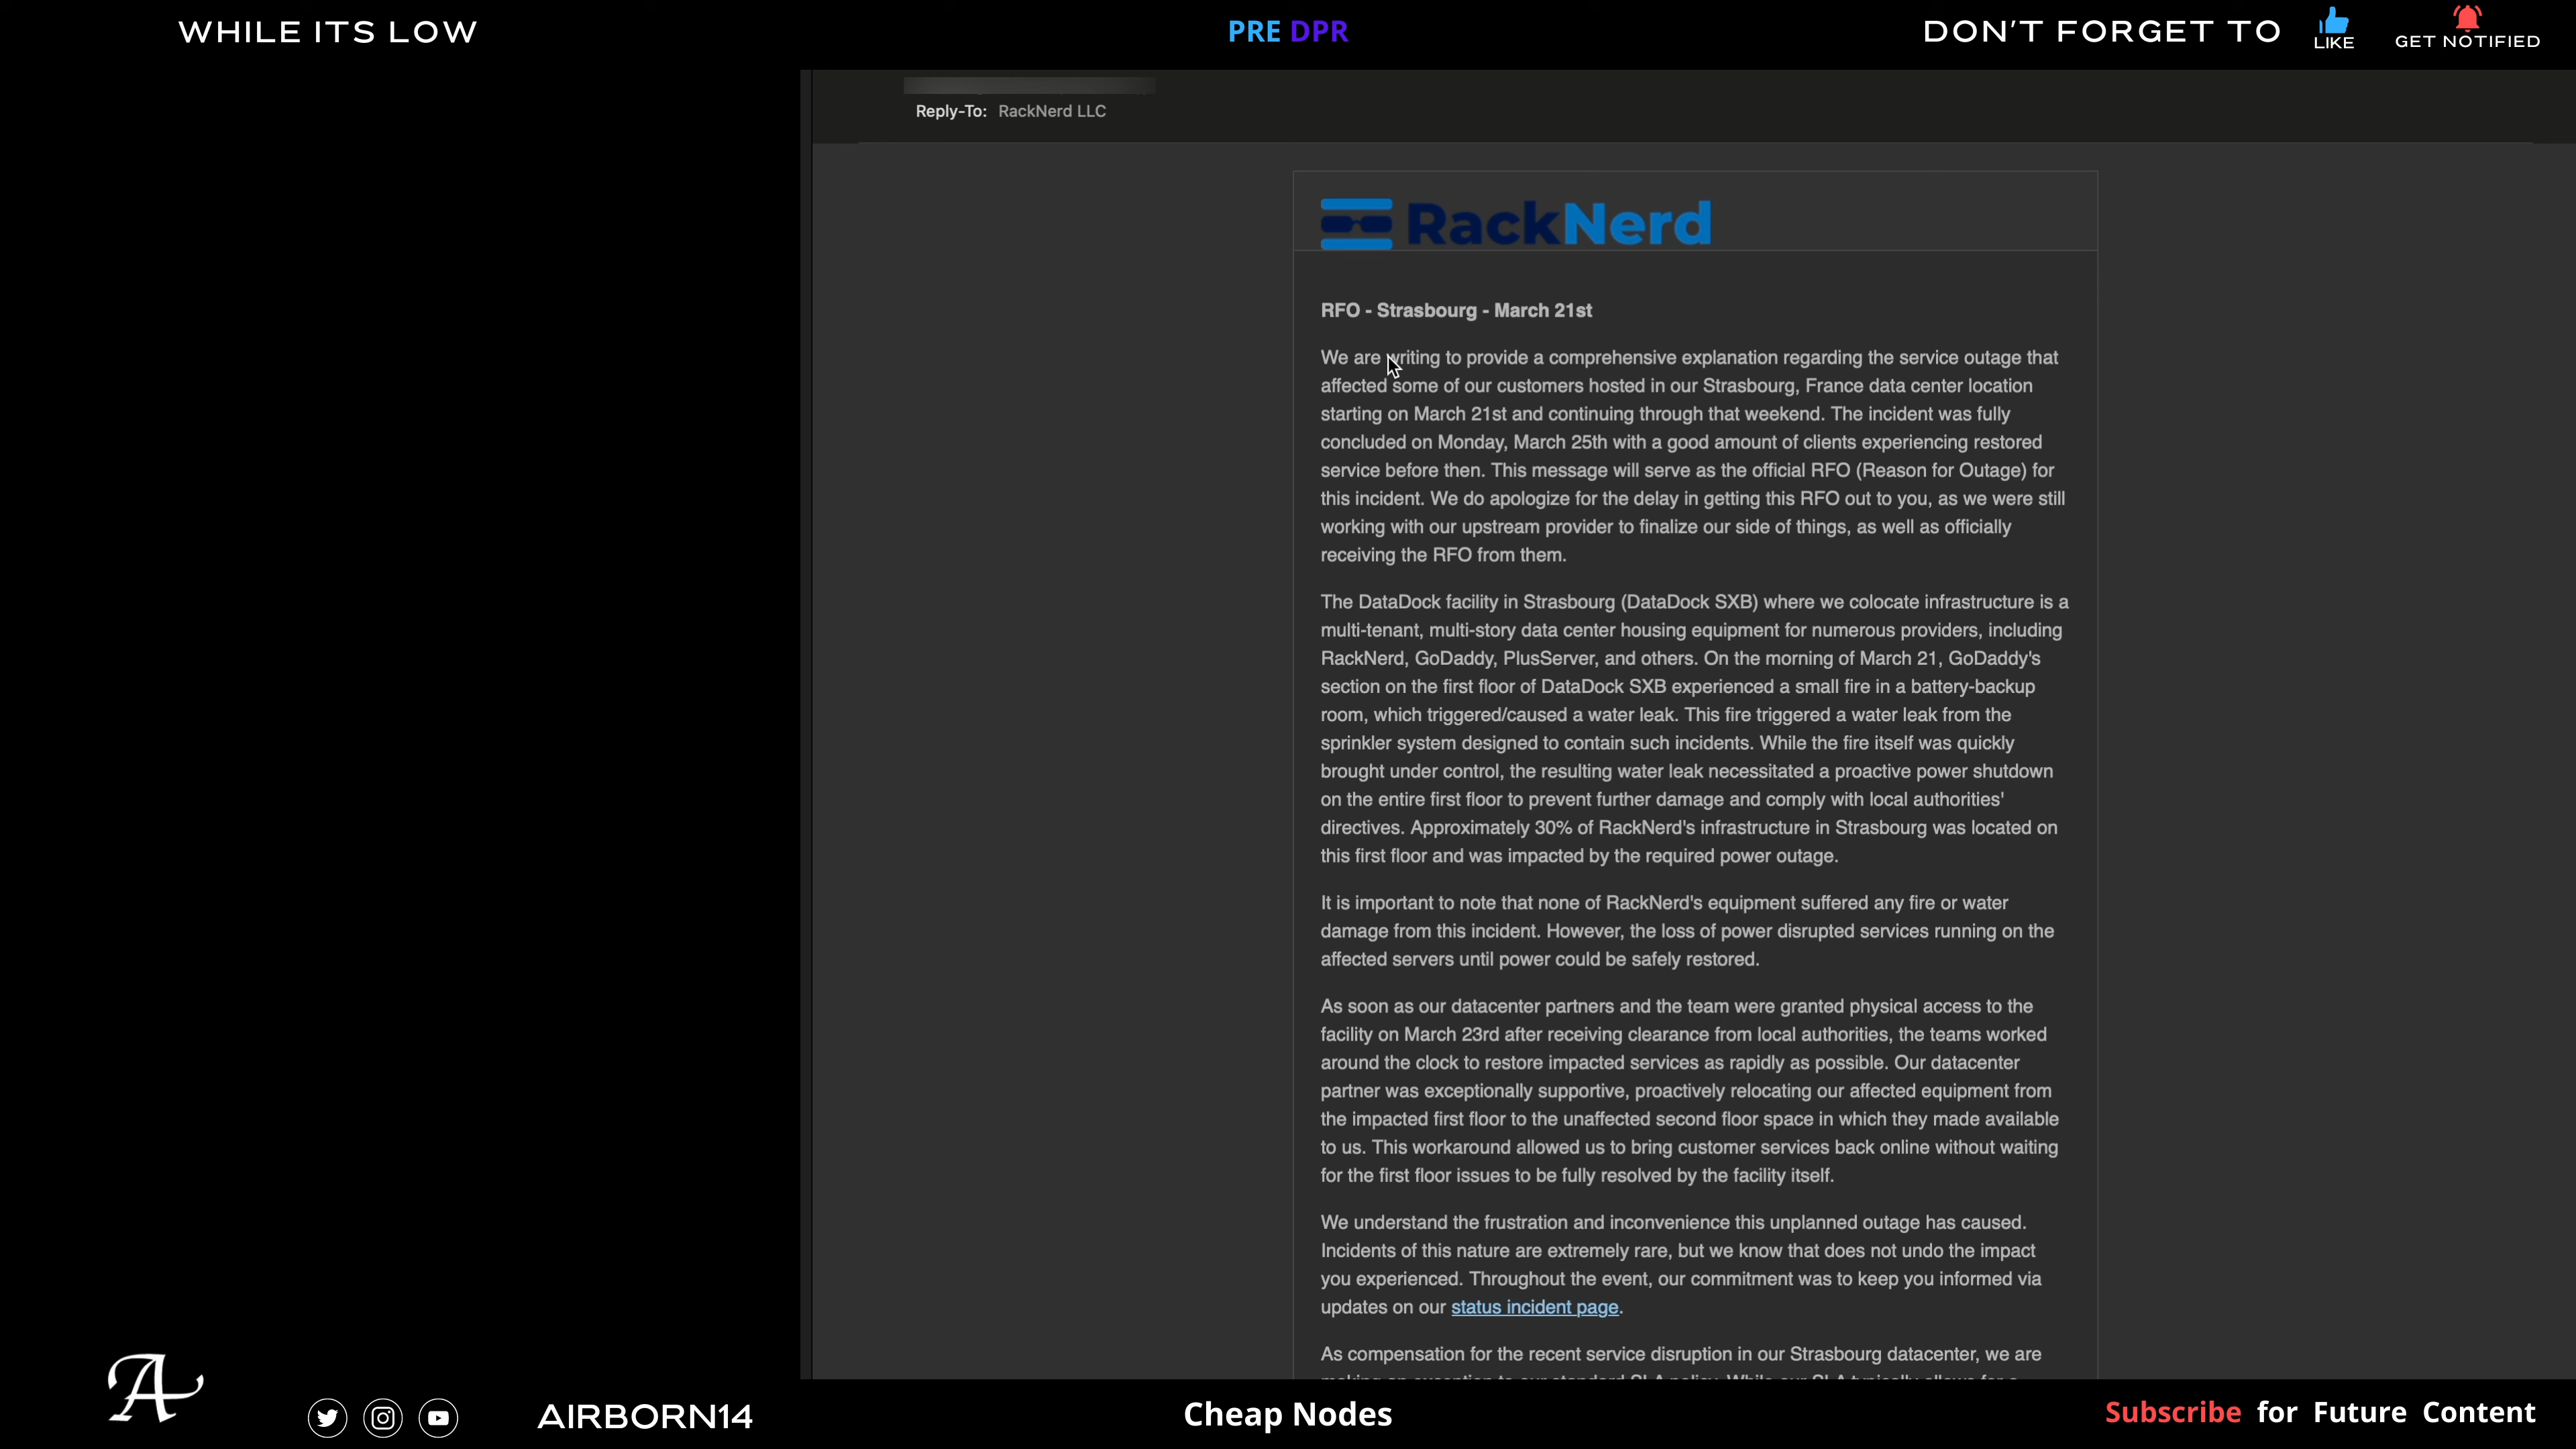 WHILE ITS LOW
PRE DPR
DON'T FORGET TO
LIKE
GET NOTIFIED
Reply-To: RackNerd LLC
RackNerd
RFO - Strasbourg - March 21st
We are writing to provide a comprehensive explanation regarding the service outage that
affected some of our customers hosted in our Strasbourg, France data center location
starting on March 21st and continuing through that weekend. The incident was fully
concluded on Monday, March 25th with a good amount of clients experiencing restored
service before then. This message will serve as the official RFO (Reason for Outage) for
this incident. We do apologize for the delay in getting this RFO out to you, as we were still
working with our upstream provider to finalize our side of things, as well as officially
receiving the RFO from them.
The DataDock facility in Strasbourg (DataDock SXB) where we colocate infrastructure is a
multi-tenant, multi-story data center housing equipment for numerous providers, including
RackNerd, GoDaddy, PlusServer, and others. On the morning of March 21, GoDaddy's
section on the first floor of DataDock SXB experienced a small fire in a battery-backup
room, which triggered/caused a water leak. This fire triggered a water leak from the
sprinkler system designed to contain such incidents. While the fire itself was quickly
brought under control, the resulting water leak necessitated a proactive power shutdown
on the entire first floor to prevent further damage and comply with local authorities'
directives. Approximately 30% of RackNerd's infrastructure in Strasbourg was located on
this first floor and was impacted by the required power outage.
It is important to note that none of RackNerd's equipment suffered any fire or water
damage from this incident. However, the loss of power disrupted services running on the
affected servers until power could be safely restored.
As soon as our datacenter partners and the team were granted physical access to the
facility on March 23rd after receiving clearance from local authorities, the teams worked
around the clock to restore impacted services as rapidly as possible. Our datacenter
partner was exceptionally supportive, proactively relocating our affected equipment from
the impacted first floor to the unaffected second floor space in which they made available
to us. This workaround allowed us to bring customer services back online without waiting
for the first floor issues to be fully resolved by the facility itself.
We understand the frustration and inconvenience this unplanned outage has caused.
Incidents of this nature are extremely rare, but we know that does not undo the impact
you experienced. Throughout the event, our commitment was to keep you informed via
updates on our status incident page.
As compensation for the recent service disruption in our Strasbourg datacenter, we are
A
AIRBORN14
Cheap Nodes
Subscribe for Future Content